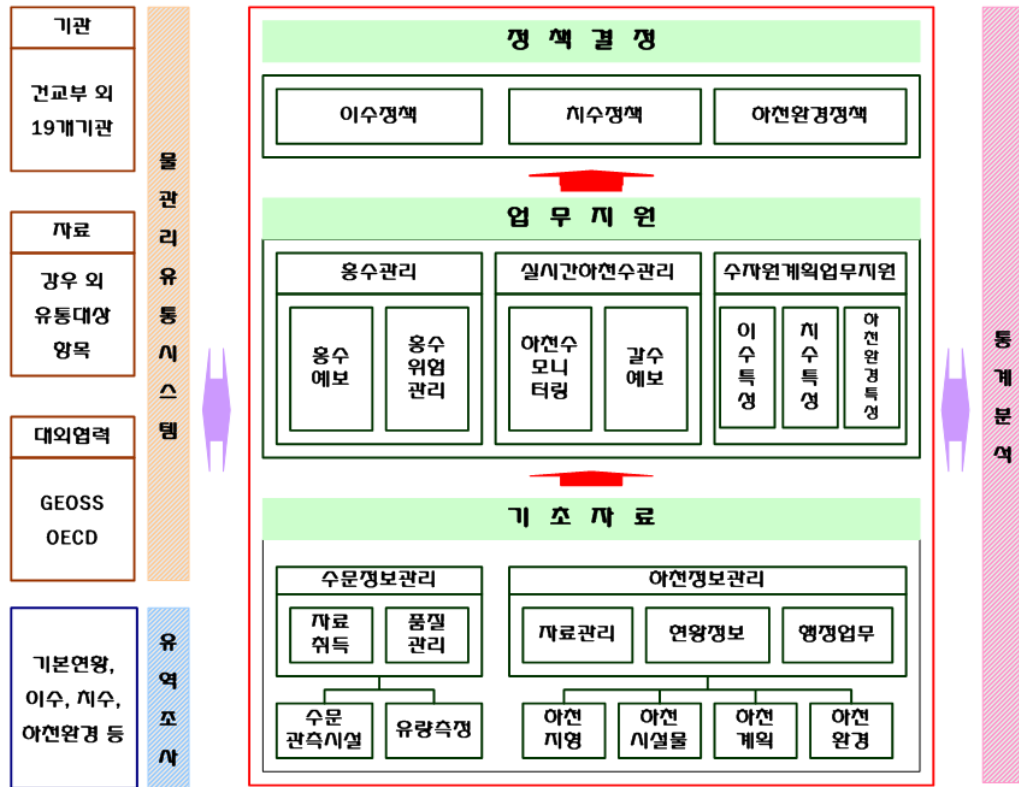 기관
건교부 외
19개기관
자료
강우 외
유통대상
항목
대외협력
GEOSS
OECD
기본현황,
이수, 치수,
하천환경 등
물관리유통시스템
유역조사
정책결정
이수정책
치수정책
하천환경정책
업무지원
홍수관리
홍수
예보
홍수
위험
관리
실시간하천수관리
하천수
모니
터링
갈수
예보
수자원계획업무지원
이수특성
치수특성
하천환경특성
기초자료
수문정보관리
자료
취득
품질
관리
수문
관측시설
유량측정
하천정보관리
자료관리
현황정보
행정업무
하천
지형
하천
시설물
하천
계획
하천
환경
통계분석